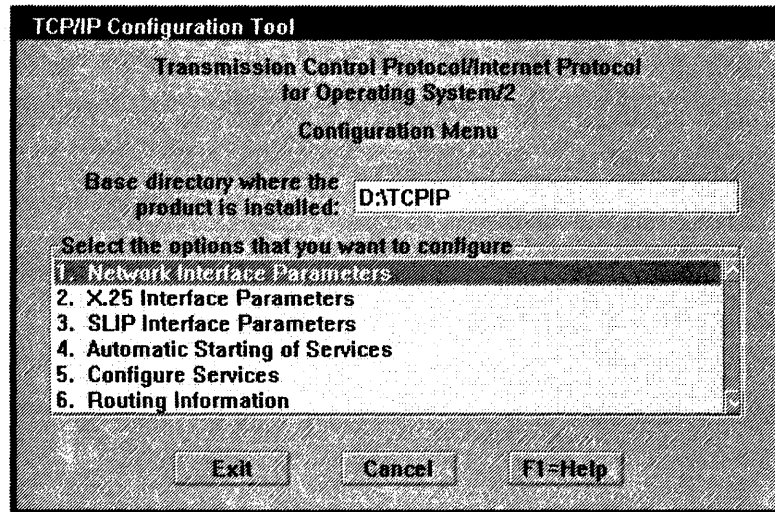 TCP/IP Configuration Tool
Transmission Control Protocol/Internet Protocol
for Operating System/2
Configuration Menu
Base directory where the
product is installed:
D:\TCPIP
Select the options that you want to configure
1. Network Interface Parameters
2. X.25 Interface Parameters
3. SLIP Interface Parameters
4. Automatic Starting of Services
5. Configure Services
6. Routing Information
Exit
Cancel
F1=Help